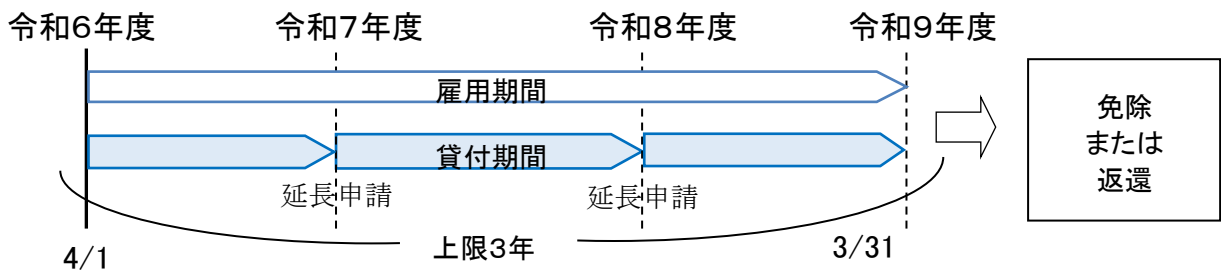 令和６年度
令和７年度
令和８年度
令和９年度
雇用期間
貸付期間
延長申請
延長申請
上限３年
4/1
3/31
免除
または
返還